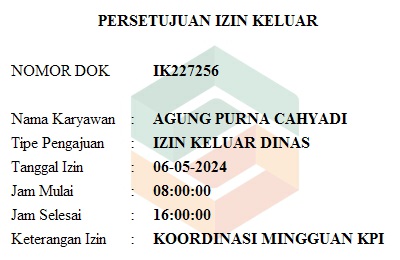 PERSETUJUAN IZIN KELUAR
NOMOR DOK IK227256
Nama Karyawan : AGUNG PURNA CAHYADI
Tipe Pengajuan : IZIN KELUAR DINAS
Tanggal Izin : 06-05-2024
Jam Mulai : 08:00:00
Jam Selesai : 16:00:00
Keterangan Izin : KOORDINASI MINGGUAN KPI